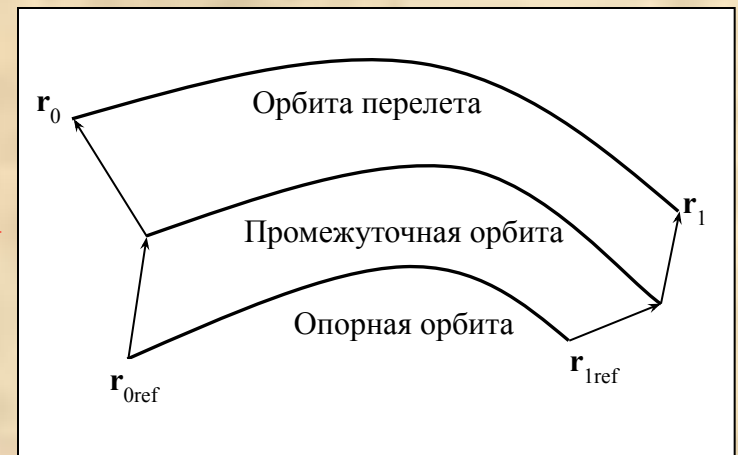 r₀
Орбита перелета
r₁
Промежуточная орбита
Опорная орбита
r₁ref
r₀ref